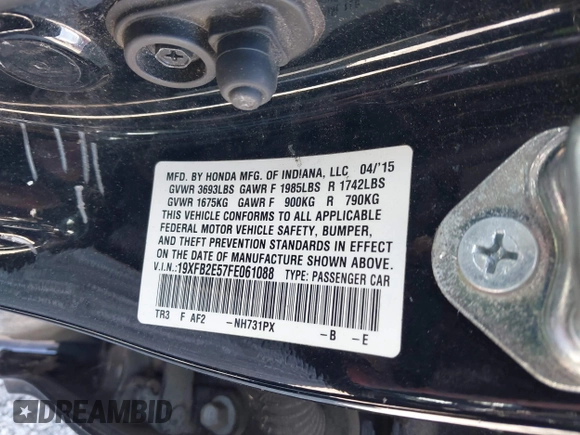 MFD. BY HONDA MFG. OF INDIANA, LLC 04/'15
GVWR 3693LBS GAWR F 1985LBS R 1742LBS
GVWR 1675KG GAWR F 900KG R 790KG
THIS VEHICLE CONFORMS TO ALL APPLICABLE
FEDERAL MOTOR VEHICLE SAFETY, BUMPER,
AND THEFT PREVENTION STANDARDS IN EFFECT
ON THE DATE OF MANUFACTURE SHOWN ABOVE.
V.I.N.:19XFB2E57FE061088 TYPE: PASSENGER CAR
TR3 F AF2 -NH731PX -B -E
DREAMBID